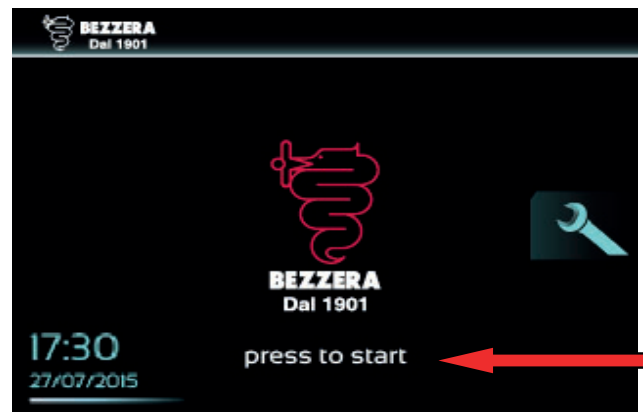 BEZZERA
Dal 1901
BEZZERA
Dal 1901
17:30
press to start
27/07/2015